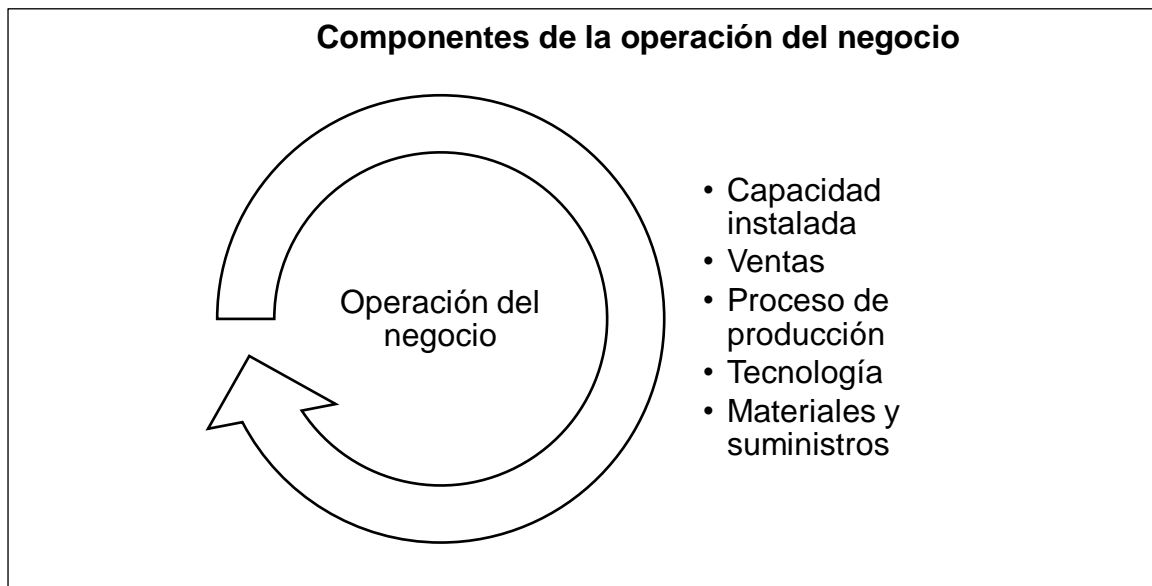 Componentes de la operación del negocio
Operación del
negocio
• Capacidad
instalada
• Ventas
• Proceso de
producción
• Tecnología
• Materiales y
suministros